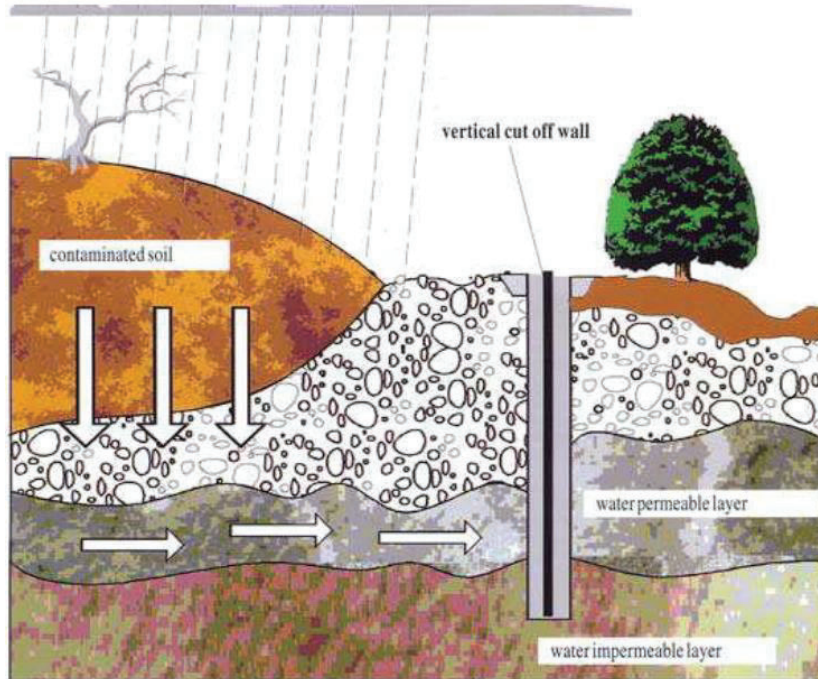 vertical cut off wall
contaminated soil
water permeable layer
water impermeable layer